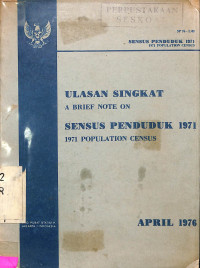 PERPUSTAKAAN
SENSUS PENDUDUK 1971
1971 POPULATION CENSUS
ULASAN SINGKAT
A BRIEF NOTE ON
SENSUS PENDUDUK 1971
1971 POPULATION CENSUS
2
R
APRIL 1976